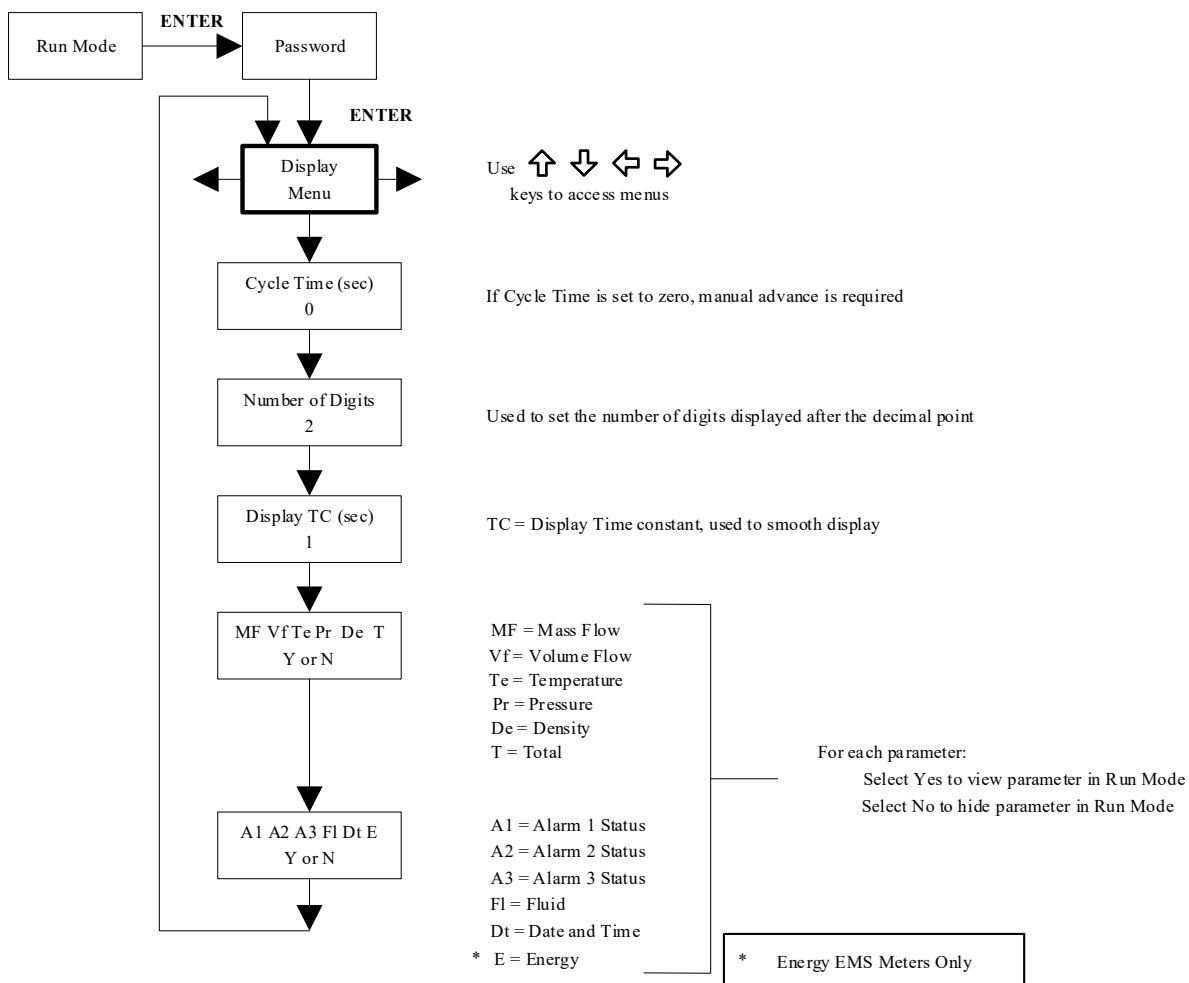 ENTER
Run Mode
Password
ENTER
Display
Menu
Use
keys to access menus
Cycle Time (sec)
0
If Cycle Time is set to zero, manual advance is required
Number of Digits
2
Used to set the number of digits displayed after the decimal point
Display TC (sec)
1
TC = Display Time constant, used to smooth display
MF Vf Te Pr De T
Y or N
MF = Mass Flow
Vf = Volume Flow
Te = Temperature
Pr = Pressure
De = Density
T = Total
For each parameter:
Select Yes to view parameter in Run Mode
Select No to hide parameter in Run Mode
A1 A2 A3 Fl Dt E
Y or N
A1 = Alarm 1 Status
A2 = Alarm 2 Status
A3 = Alarm 3 Status
Fl = Fluid
Dt = Date and Time
* E = Energy
* Energy EMS Meters Only